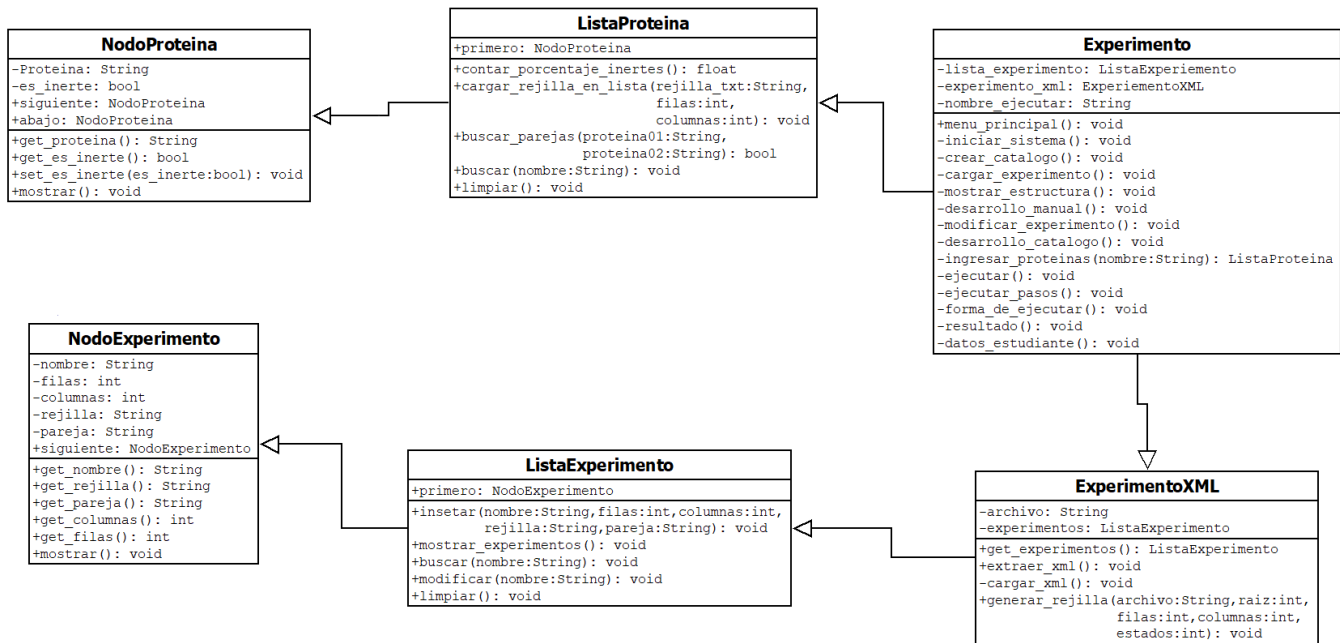 NodoProteina
-Proteina: String
-es_inerte: bool
+siguiente: NodoProteina
+abajo: NodoProteina
+get_proteina(): String
+get_es_inerte(): bool
+set_es_inerte(es_inerte:bool): void
+mostrar(): void
ListaProteina
+primero: NodoProteina
+contar_porcentaje_inertes(): float
+cargar_rejilla_en_lista(rejilla_txt:String,
filas:int,
columnas:int): void
+buscar_parejas(proteina01:String,
proteina02:String): bool
+buscar(nombre:String): void
+limpiar(): void
Experimento
-lista_experimento: ListaExperiemento
-experimento_xml: ExperiementoXML
-nombre_ejecutar: String
+menu_principal(): void
-iniciar_sistema(): void
-crear_catalogo(): void
-cargar_experimento(): void
-mostrar_estructura(): void
-desarrollo_manual(): void
-modificar_experimento(): void
-desarrollo_catalogo(): void
-ingresar_proteinas(nombre:String): ListaProteina
-ejecutar(): void
-ejecutar_pasos(): void
-forma_de_ejecutar(): void
-resultado(): void
-datos_estudiante(): void
NodoExperimento
-nombre: String
-filas: int
-columnas: int
-rejilla: String
-pareja: String
+siguiente: NodoExperimento
+get_nombre(): String
+get_rejilla(): String
+get_pareja(): String
+get_columnas(): int
+get_filas(): int
+mostrar(): void
ListaExperimento
+primero: NodoExperimento
+insetar(nombre:String,filas:int,columnas:int,
rejilla:String,pareja:String): void
+mostrar_experimentos(): void
+buscar(nombre:String): void
+modificar(nombre:String): void
+limpiar(): void
ExperimentoXML
-archivo: String
-experimentos: ListaExperimento
+get_experimentos(): ListaExperimento
+extraer_xml(): void
-cargar_xml(): void
+generar_rejilla(archivo:String,raiz:int,
filas:int,columnas:int,
estados:int): void